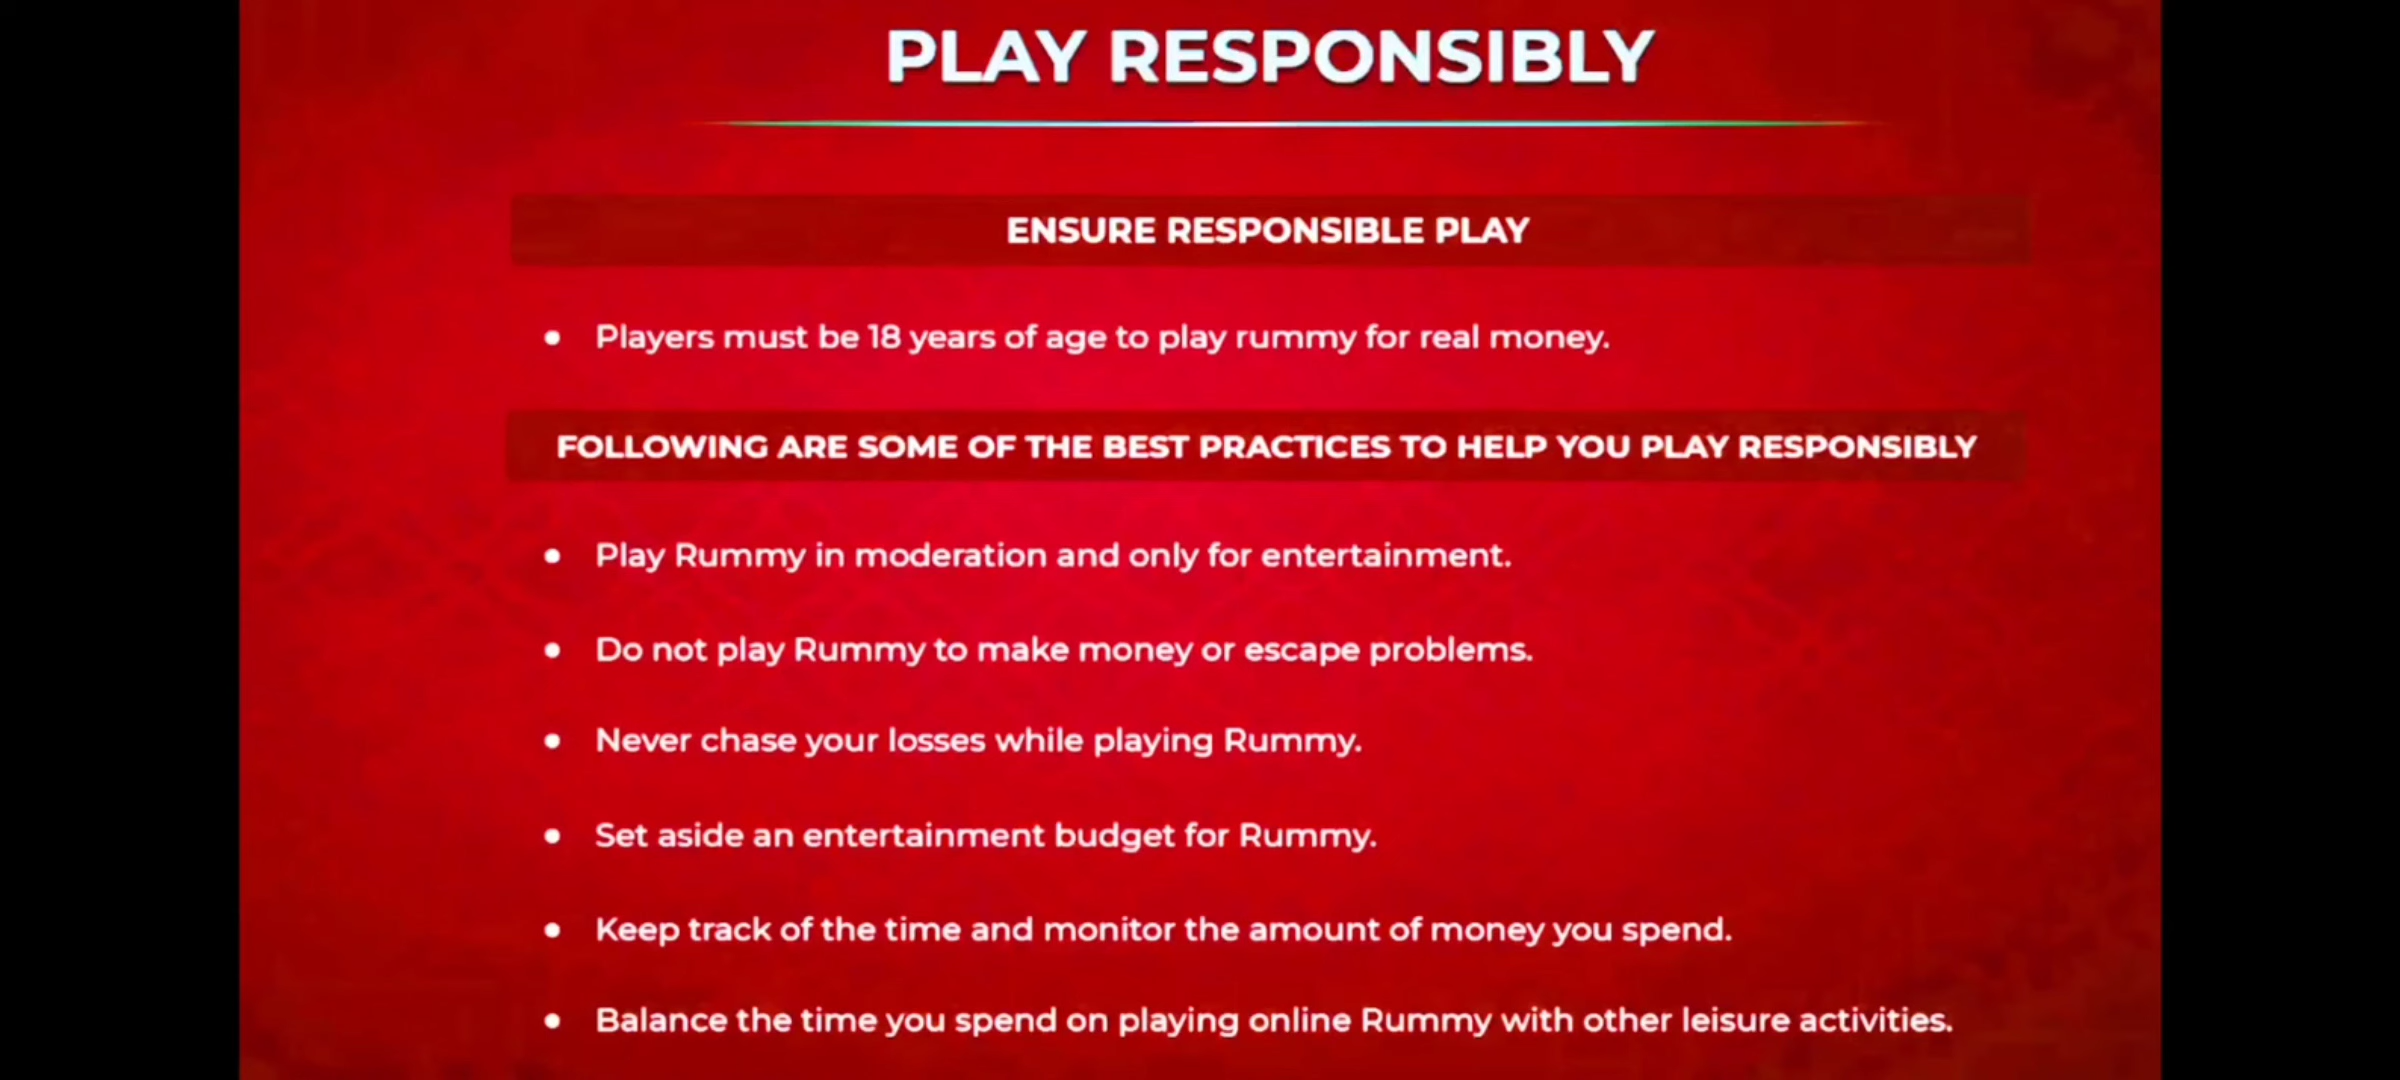 PLAY RESPONSIBLY
ENSURE RESPONSIBLE PLAY
• Players must be 18 years of age to play rummy for real money.
FOLLOWING ARE SOME OF THE BEST PRACTICES TO HELP YOU PLAY RESPONSIBLY
• Play Rummy in moderation and only for entertainment.
• Do not play Rummy to make money or escape problems.
• Never chase your losses while playing Rummy.
• Set aside an entertainment budget for Rummy.
• Keep track of the time and monitor the amount of money you spend.
• Balance the time you spend on playing online Rummy with other leisure activities.